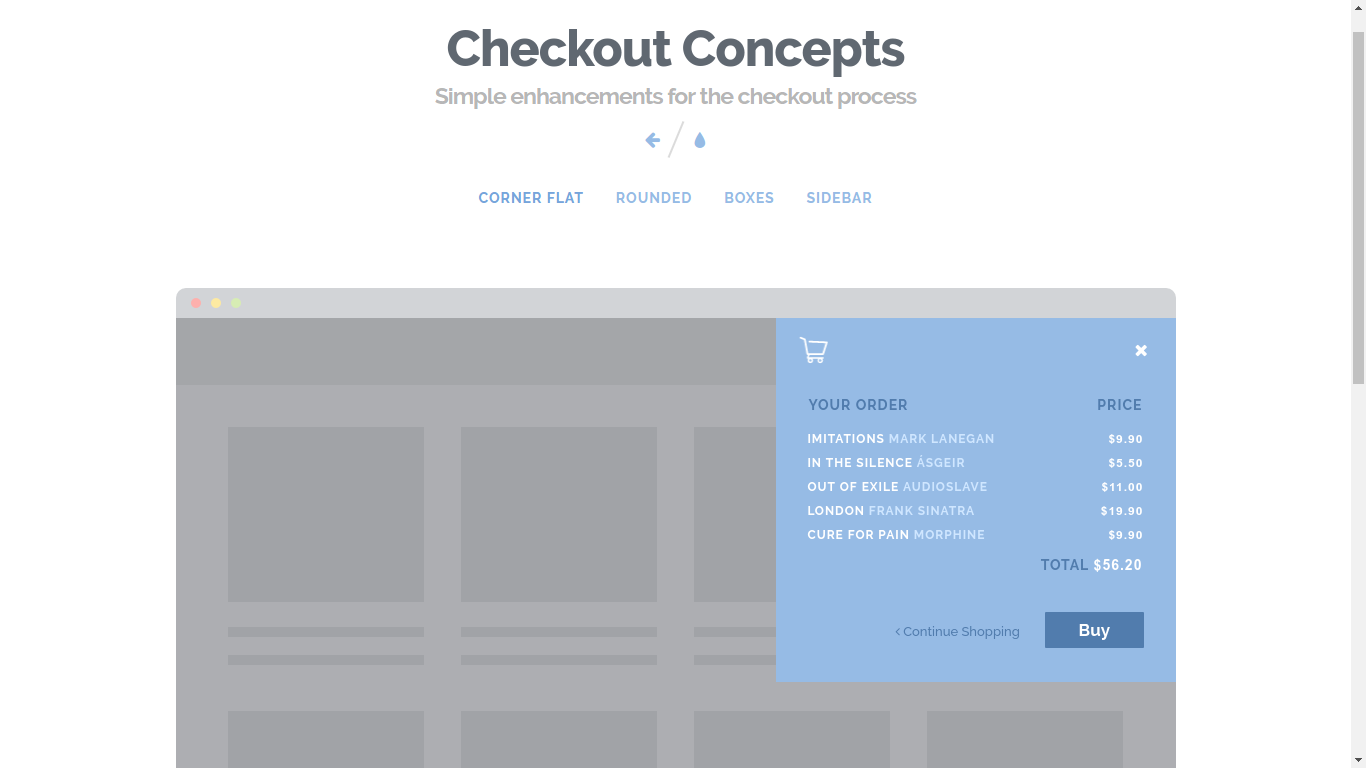 Checkout Concepts
Simple enhancements for the checkout process
CORNER FLAT ROUNDED BOXES SIDEBAR
YOUR ORDER PRICE
IMITATIONS MARK LANEGAN $9.90
IN THE SILENCE ÁSGEIR $5.50
OUT OF EXILE AUDIOSLAVE $11.00
LONDON FRANK SINATRA $19.90
CURE FOR PAIN MORPHINE $9.90
TOTAL $56.20
‹ Continue Shopping Buy